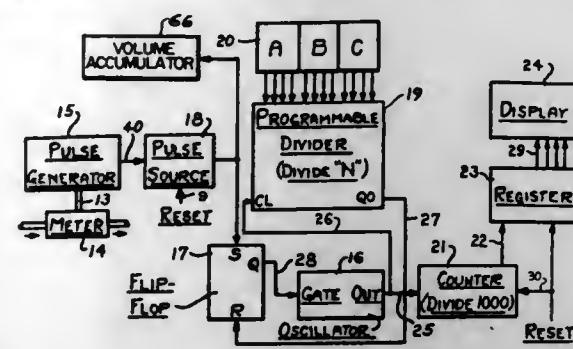 66
VOLUME
ACCUMULATOR
20
A B C
24
DISPLAY
19
PROGRAMMABLE
DIVIDER
(DIVIDE "N")
CL
QO
15
PULSE
GENERATOR
40
18
PULSE
SOURCE
9
RESET
13
METER
14
29
23
REGISTER
26
27
17
S
Q
R
FLIP-
FLOP
28
16
GATE OUT
OSCILLATOR
25
21
COUNTER
(DIVIDE 1000)
22
30
RESET